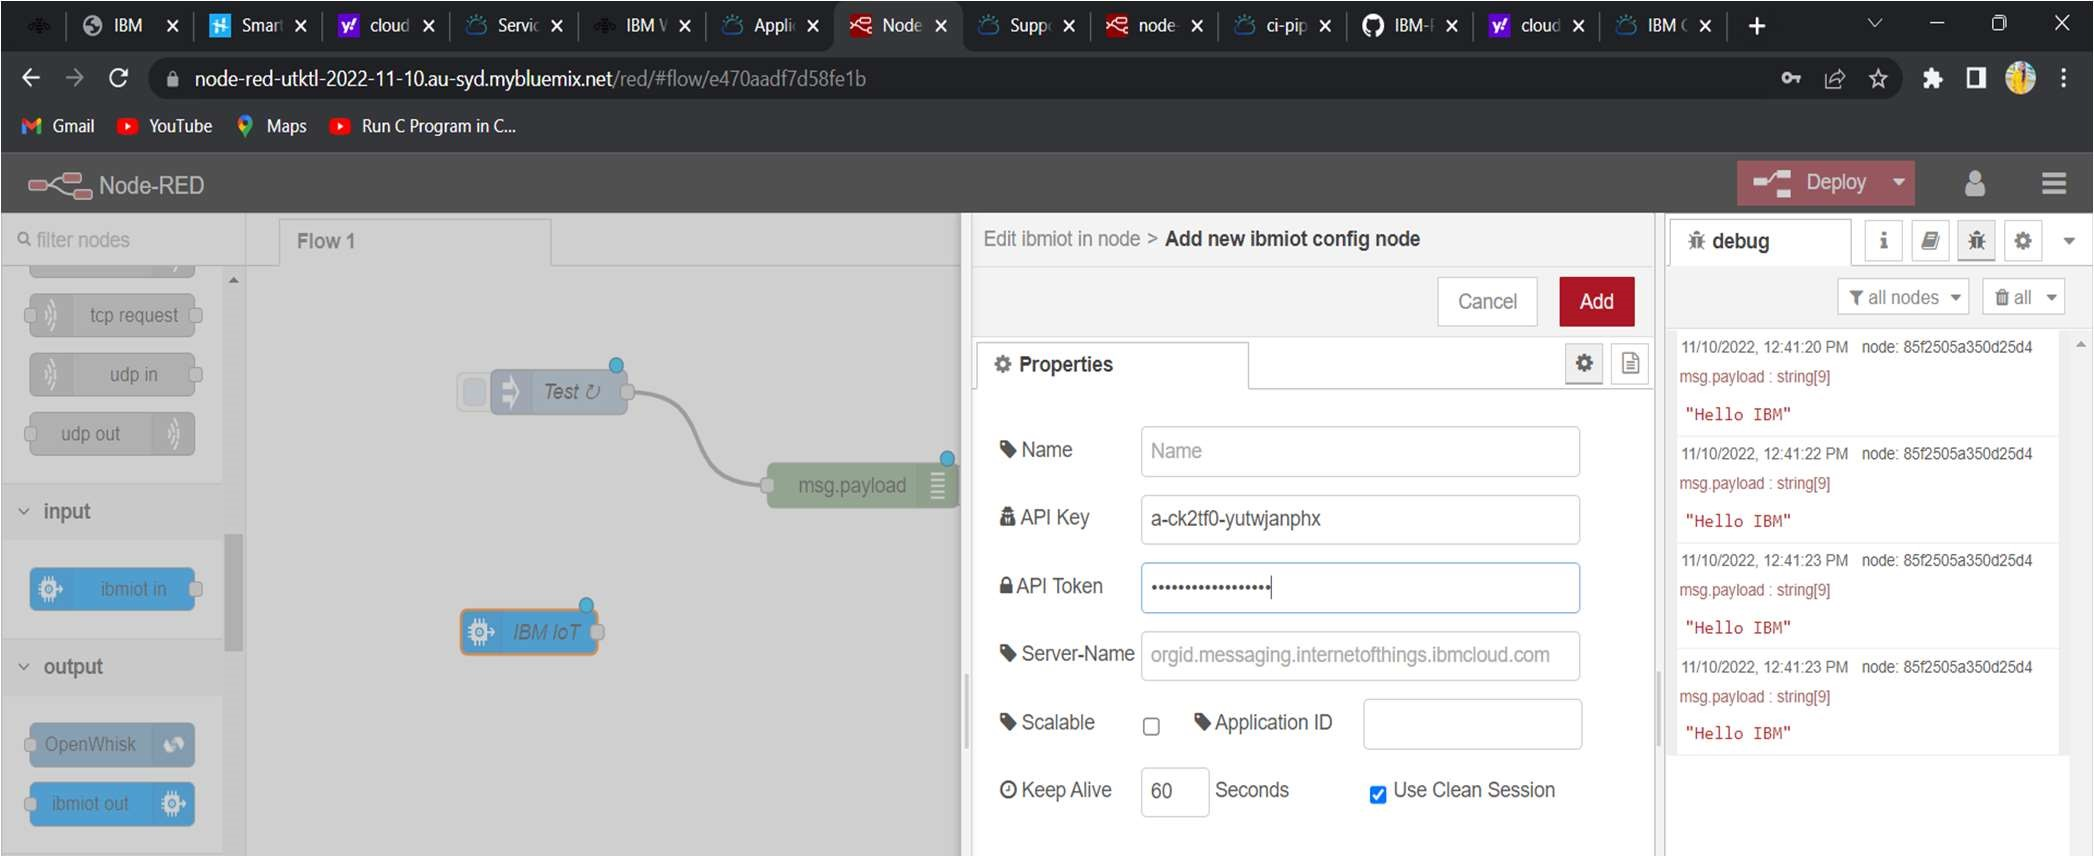 IBM
Smart
cloud
Servic
IBM W
Applic
Node
Suppo
node-
ci-pip
IBM-F
cloud
IBM C
node-red-utktl-2022-11-10.au-syd.mybluemix.net/red/#flow/e470aadf7d58fe1b
Gmail YouTube Maps Run C Program in C...
Node-RED
Deploy
filter nodes
tcp request
udp in
udp out
input
ibmiot in
output
OpenWhisk
ibmiot out
Flow 1
Test ↻
msg.payload
IBM IoT
Edit ibmiot in node > Add new ibmiot config node
Cancel Add
Properties
Name Name
API Key a-ck2tf0-yutwjanphx
API Token ••••••••••••••••••
Server-Name orgid.messaging.internetofthings.ibmcloud.com
Scalable Application ID
Keep Alive 60 Seconds Use Clean Session
debug
all nodes all
11/10/2022, 12:41:20 PM node: 85f2505a350d25d4
msg.payload : string[9]
"Hello IBM"
11/10/2022, 12:41:22 PM node: 85f2505a350d25d4
msg.payload : string[9]
"Hello IBM"
11/10/2022, 12:41:23 PM node: 85f2505a350d25d4
msg.payload : string[9]
"Hello IBM"
11/10/2022, 12:41:23 PM node: 85f2505a350d25d4
msg.payload : string[9]
"Hello IBM"